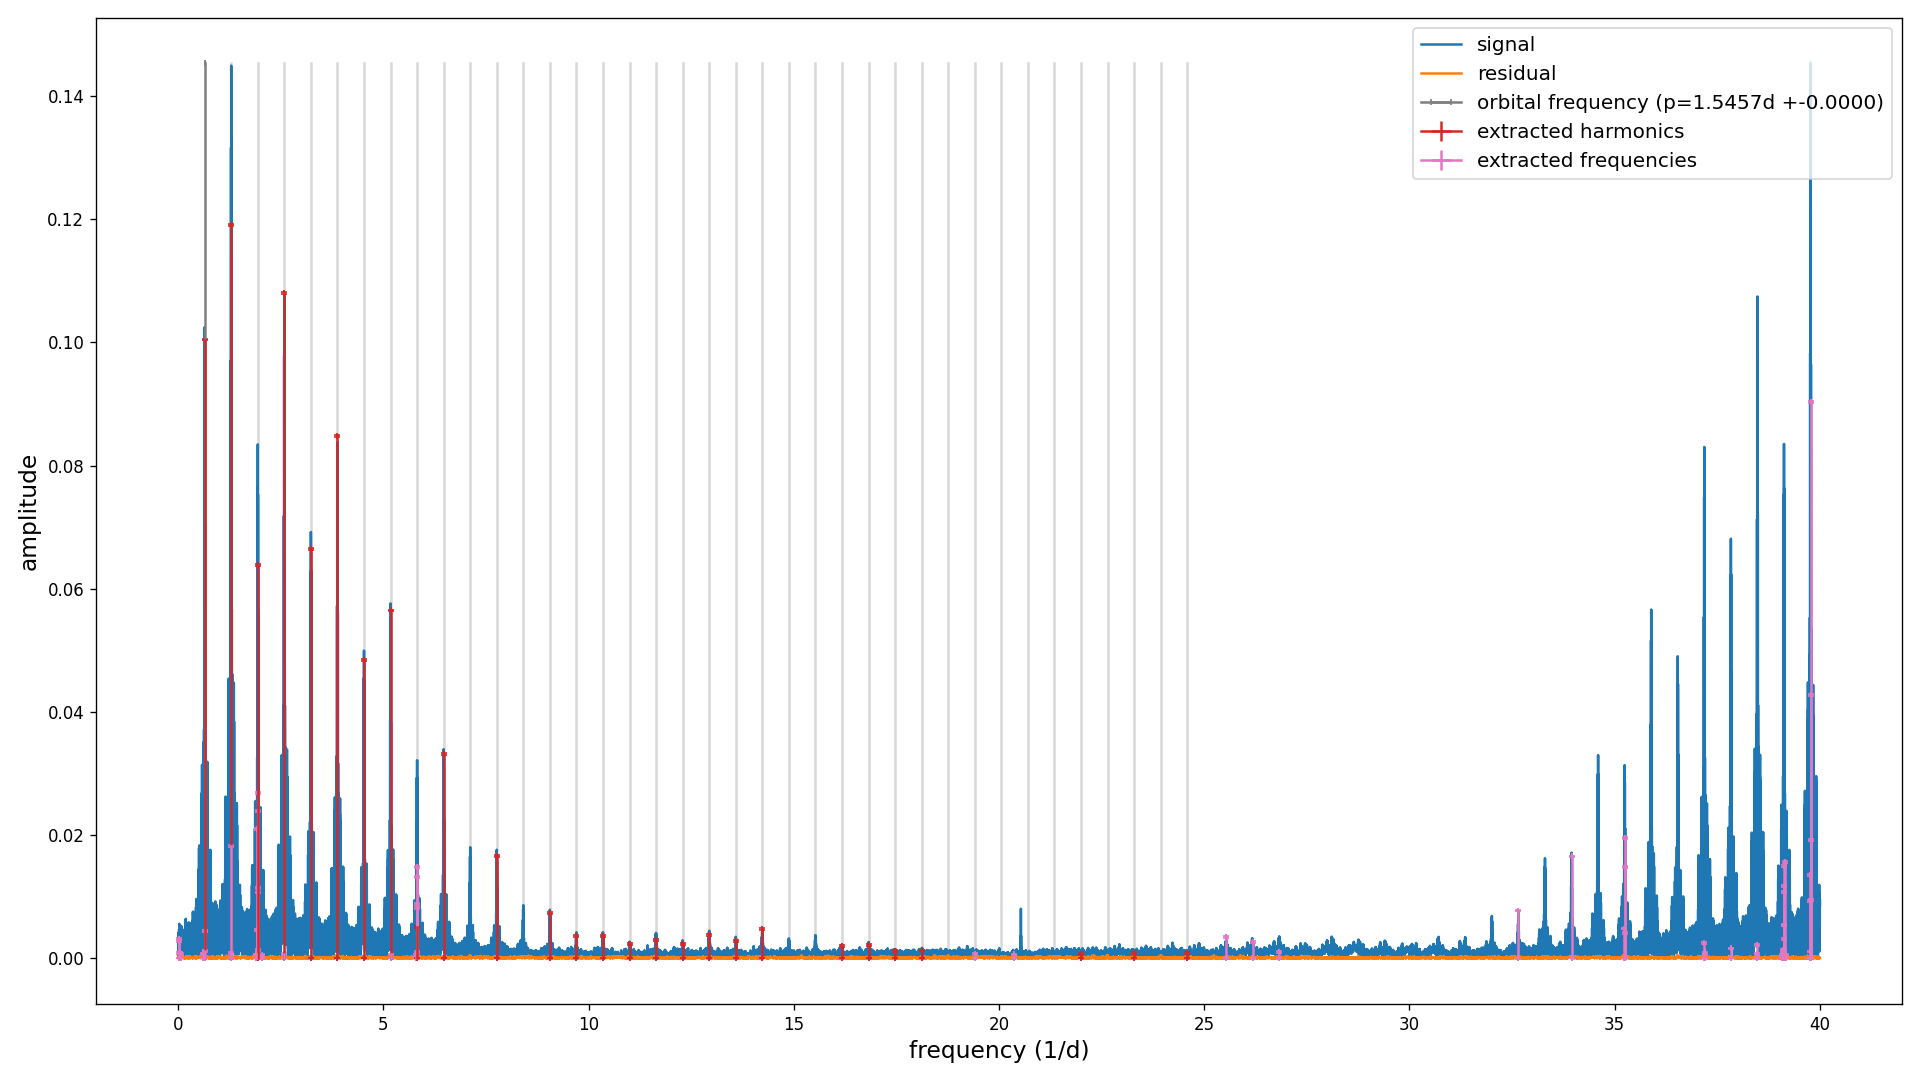 signal
residual
orbital frequency (p=1.5457d +-0.0000)
extracted harmonics
extracted frequencies
amplitude
0.14
0.12
0.10
0.08
0.06
0.04
0.02
0.00
0 5 10 15 20 25 30 35 40
frequency (1/d)